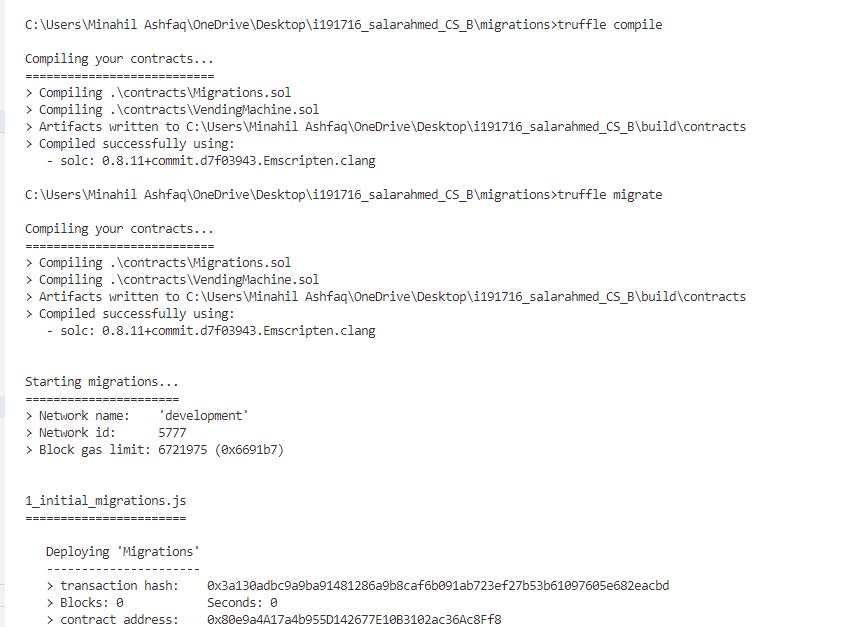 C:\Users\Minahil Ashfaq\OneDrive\Desktop\i191716_salarahmed_CS_B\migrations>truffle compile
Compiling your contracts...
===========================
> Compiling .\contracts\Migrations.sol
> Compiling .\contracts\VendingMachine.sol
> Artifacts written to C:\Users\Minahil Ashfaq\OneDrive\Desktop\i191716_salarahmed_CS_B\build\contracts
> Compiled successfully using:
   - solc: 0.8.11+commit.d7f03943.Emscripten.clang
C:\Users\Minahil Ashfaq\OneDrive\Desktop\i191716_salarahmed_CS_B\migrations>truffle migrate
Compiling your contracts...
===========================
> Compiling .\contracts\Migrations.sol
> Compiling .\contracts\VendingMachine.sol
> Artifacts written to C:\Users\Minahil Ashfaq\OneDrive\Desktop\i191716_salarahmed_CS_B\build\contracts
> Compiled successfully using:
   - solc: 0.8.11+commit.d7f03943.Emscripten.clang
Starting migrations...
======================
> Network name:    'development'
> Network id:      5777
> Block gas limit: 6721975 (0x6691b7)
1_initial_migrations.js
=======================
   Deploying 'Migrations'
   ----------------------
   > transaction hash:    0x3a130adbc9a9ba91481286a9b8caf6b091ab723ef27b53b61097605e682eacbd
   > Blocks: 0            Seconds: 0
   > contract address:    0x80e9a4A17a4b955D142677E10B3102ac36Ac8Ff8